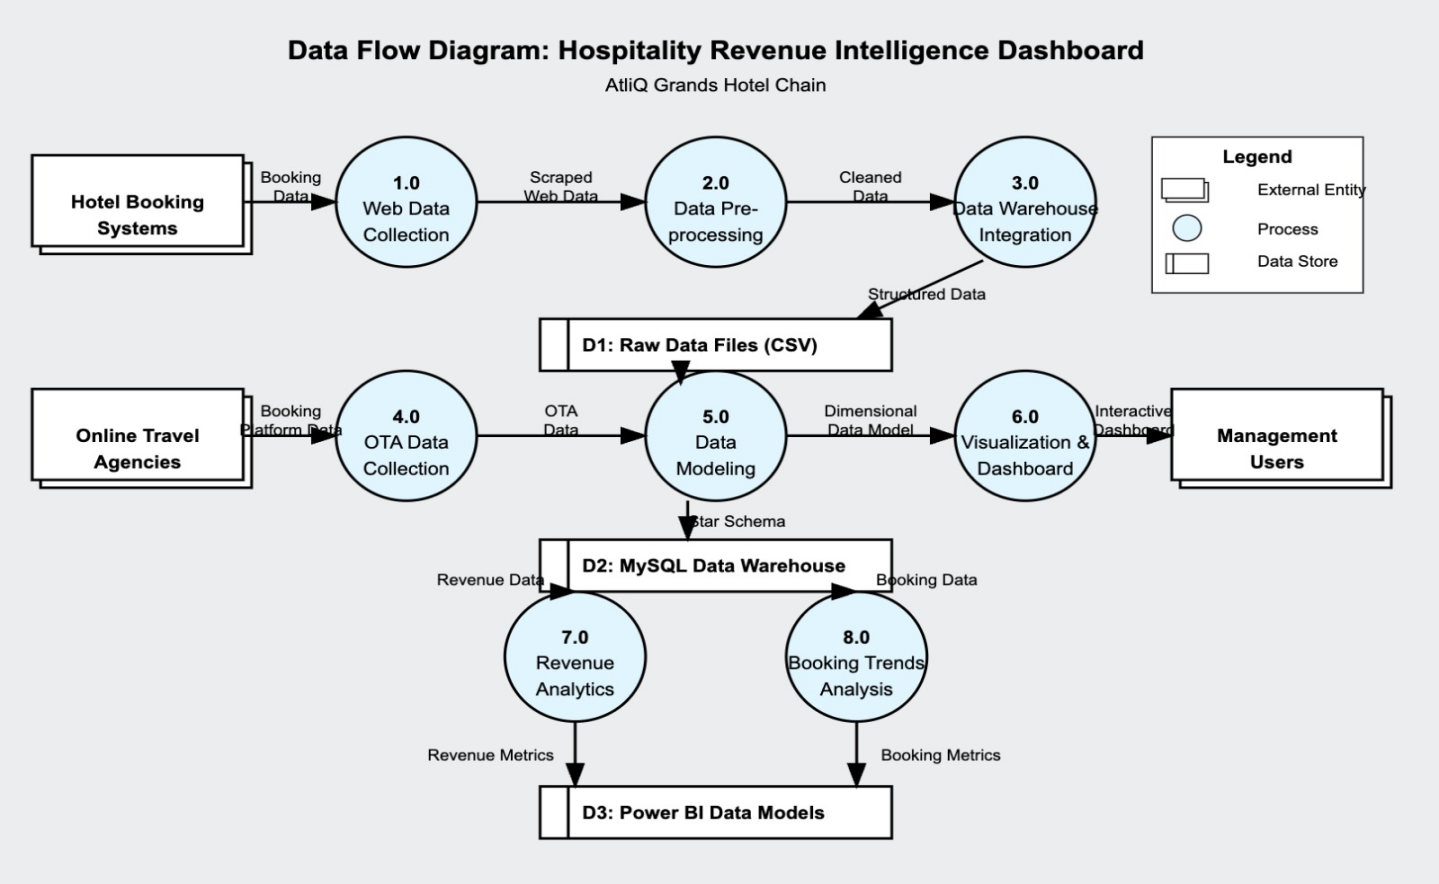 Data Flow Diagram: Hospitality Revenue Intelligence Dashboard
AtliQ Grands Hotel Chain
Hotel Booking
Systems
Booking
Data
1.0
Web Data
Collection
Scraped
Web Data
2.0
Data Pre-
processing
Cleaned
Data
3.0
Data Warehouse
Integration
Legend
External Entity
Process
Data Store
Structured Data
D1: Raw Data Files (CSV)
Online Travel
Agencies
Booking
Platform Data
4.0
OTA Data
Collection
OTA
Data
5.0
Data
Modeling
Dimensional
Data Model
6.0
Visualization &
Dashboard
Interactive
Dashboard
Management
Users
Star Schema
D2: MySQL Data Warehouse
Revenue Data
Booking Data
7.0
Revenue
Analytics
8.0
Booking Trends
Analysis
Revenue Metrics
Booking Metrics
D3: Power BI Data Models